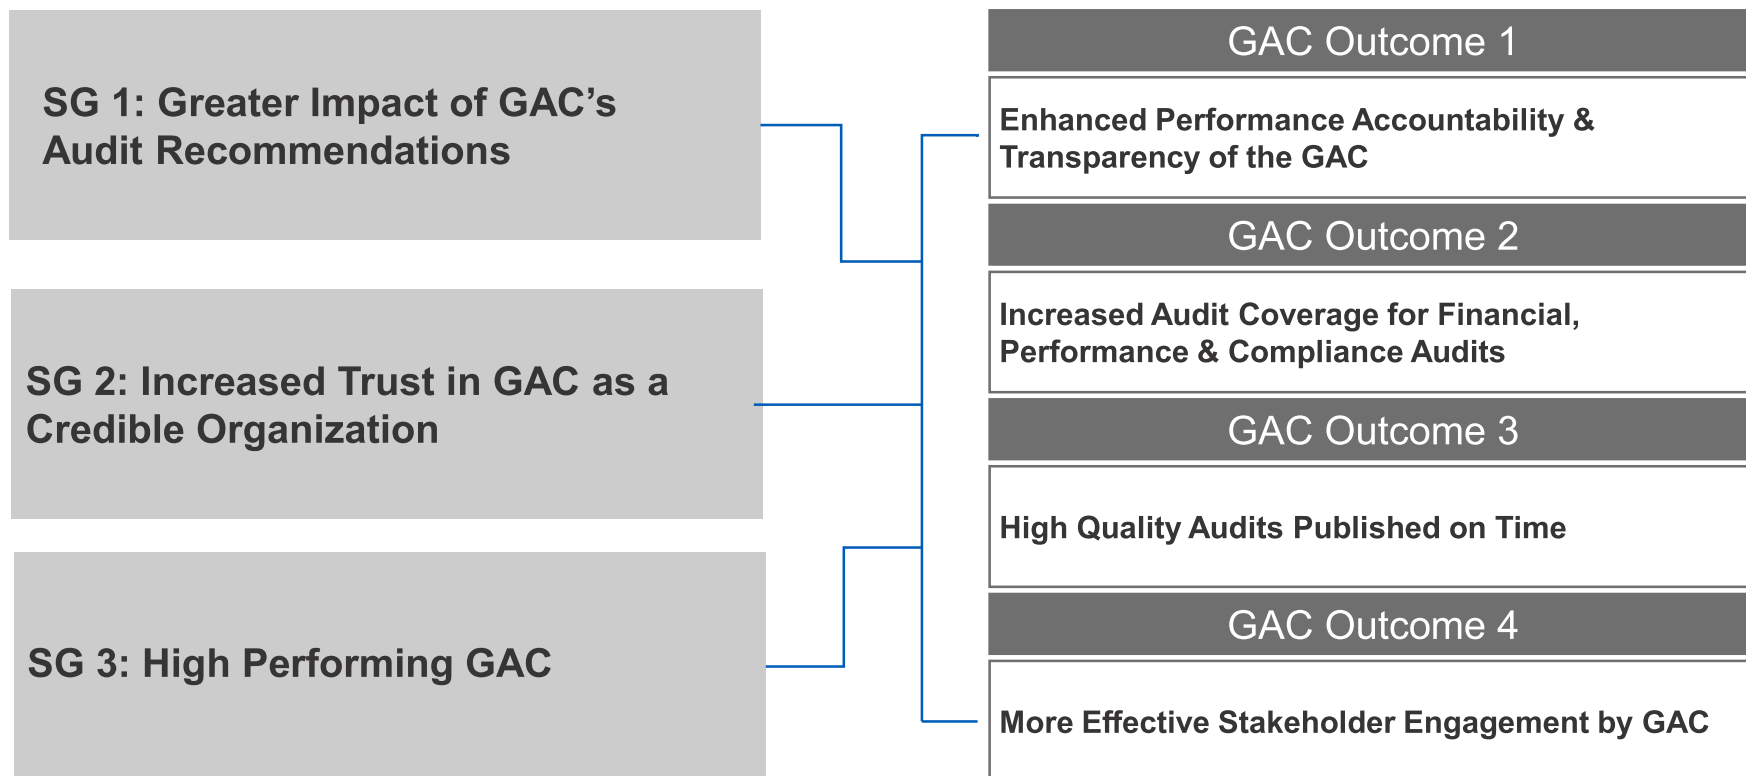 SG 1: Greater Impact of GAC’s
Audit Recommendations
SG 2: Increased Trust in GAC as a
Credible Organization
SG 3: High Performing GAC
GAC Outcome 1
Enhanced Performance Accountability &
Transparency of the GAC
GAC Outcome 2
Increased Audit Coverage for Financial,
Performance & Compliance Audits
GAC Outcome 3
High Quality Audits Published on Time
GAC Outcome 4
More Effective Stakeholder Engagement by GAC